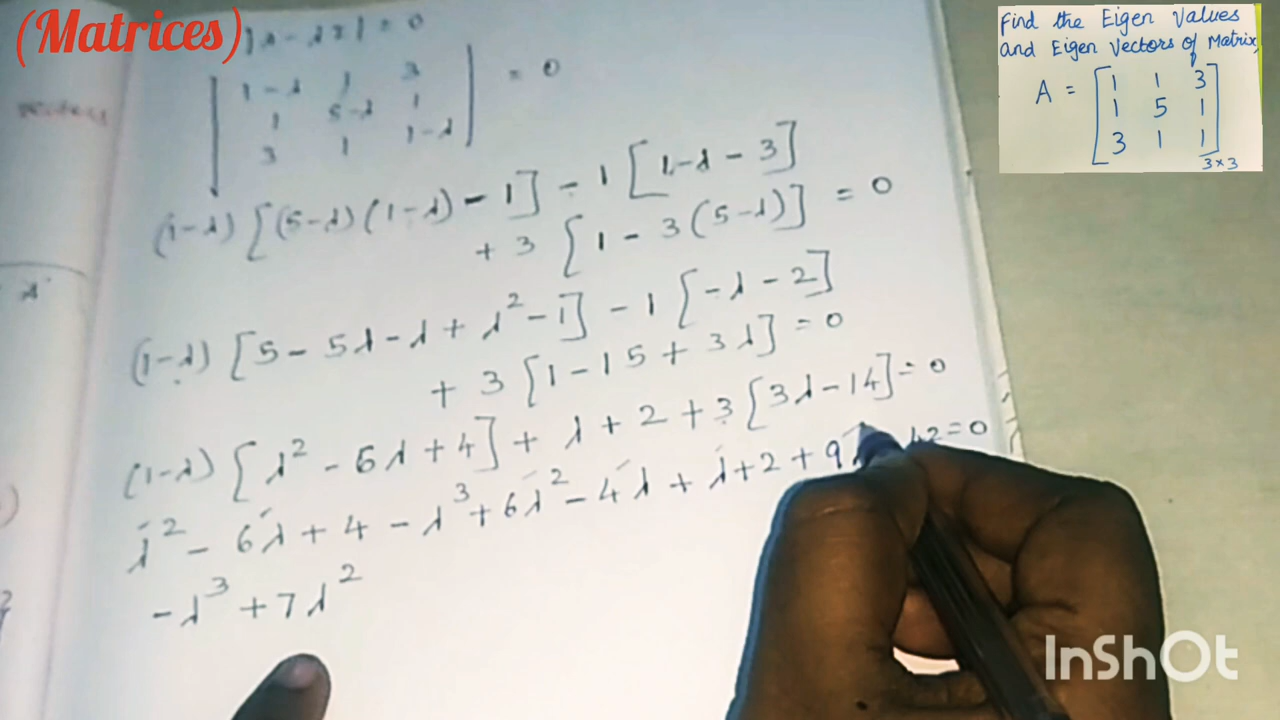 (Matrices)
|A - λI| = 0
Find the Eigen Values
and Eigen Vectors of Matrix,
A = [1 1 3
1 5 1
3 1 1] 3×3
|1-λ 1 3
1 5-λ 1
3 1 1-λ| = 0
(1-λ) [(5-λ)(1-λ) - 1] - 1 [1-λ - 3]
+ 3 [1 - 3(5-λ)] = 0
(1-λ) [5 - 5λ - λ + λ² - 1] - 1 [-λ - 2]
+ 3 [1 - 15 + 3λ] = 0
(1-λ) [λ² - 6λ + 4] + λ + 2 + 3 [3λ - 14] = 0
λ² - 6λ + 4 - λ³ + 6λ² - 4λ + λ + 2 + 9λ 42 = 0
-λ³ + 7λ²
InShOt